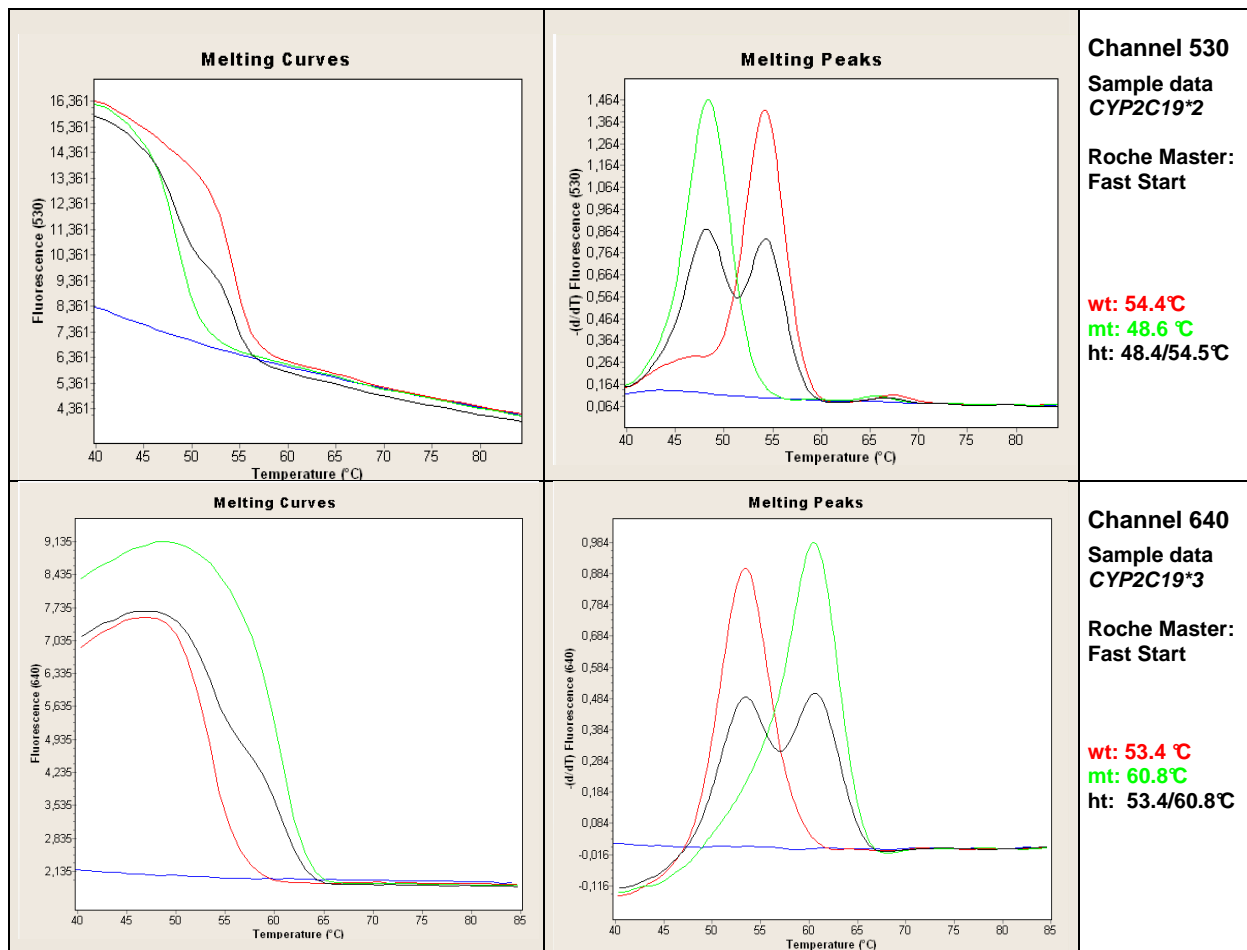 Melting Curves
Fluorescence (530)
16,361
15,361
14,361
13,361
12,361
11,361
10,361
9,361
8,361
7,361
6,361
5,361
4,361
40 45 50 55 60 65 70 75 80
Temperature (°C)
Melting Peaks
-(d/dT) Fluorescence (530)
1,464
1,364
1,264
1,164
1,064
0,964
0,864
0,764
0,664
0,564
0,464
0,364
0,264
0,164
0,064
40 45 50 55 60 65 70 75 80
Temperature (°C)
Channel 530
Sample data
CYP2C19*2
Roche Master:
Fast Start
wt: 54.4°C
mt: 48.6 °C
ht: 48.4/54.5°C
Melting Curves
Fluorescence (640)
9,135
8,435
7,735
7,035
6,335
5,635
4,935
4,235
3,535
2,835
2,135
40 45 50 55 60 65 70 75 80 85
Temperature (°C)
Melting Peaks
-(d/dT) Fluorescence (640)
0,984
0,884
0,784
0,684
0,584
0,484
0,384
0,284
0,184
0,084
-0,016
-0,116
40 45 50 55 60 65 70 75 80 85
Temperature (°C)
Channel 640
Sample data
CYP2C19*3
Roche Master:
Fast Start
wt: 53.4 °C
mt: 60.8°C
ht: 53.4/60.8°C